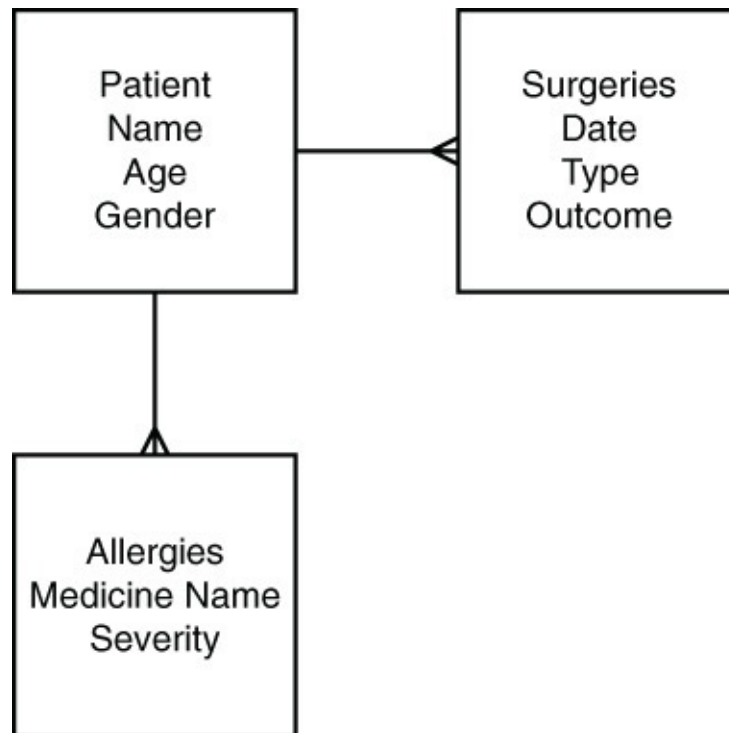 Patient
Name
Age
Gender
Surgeries
Date
Type
Outcome
Allergies
Medicine Name
Severity